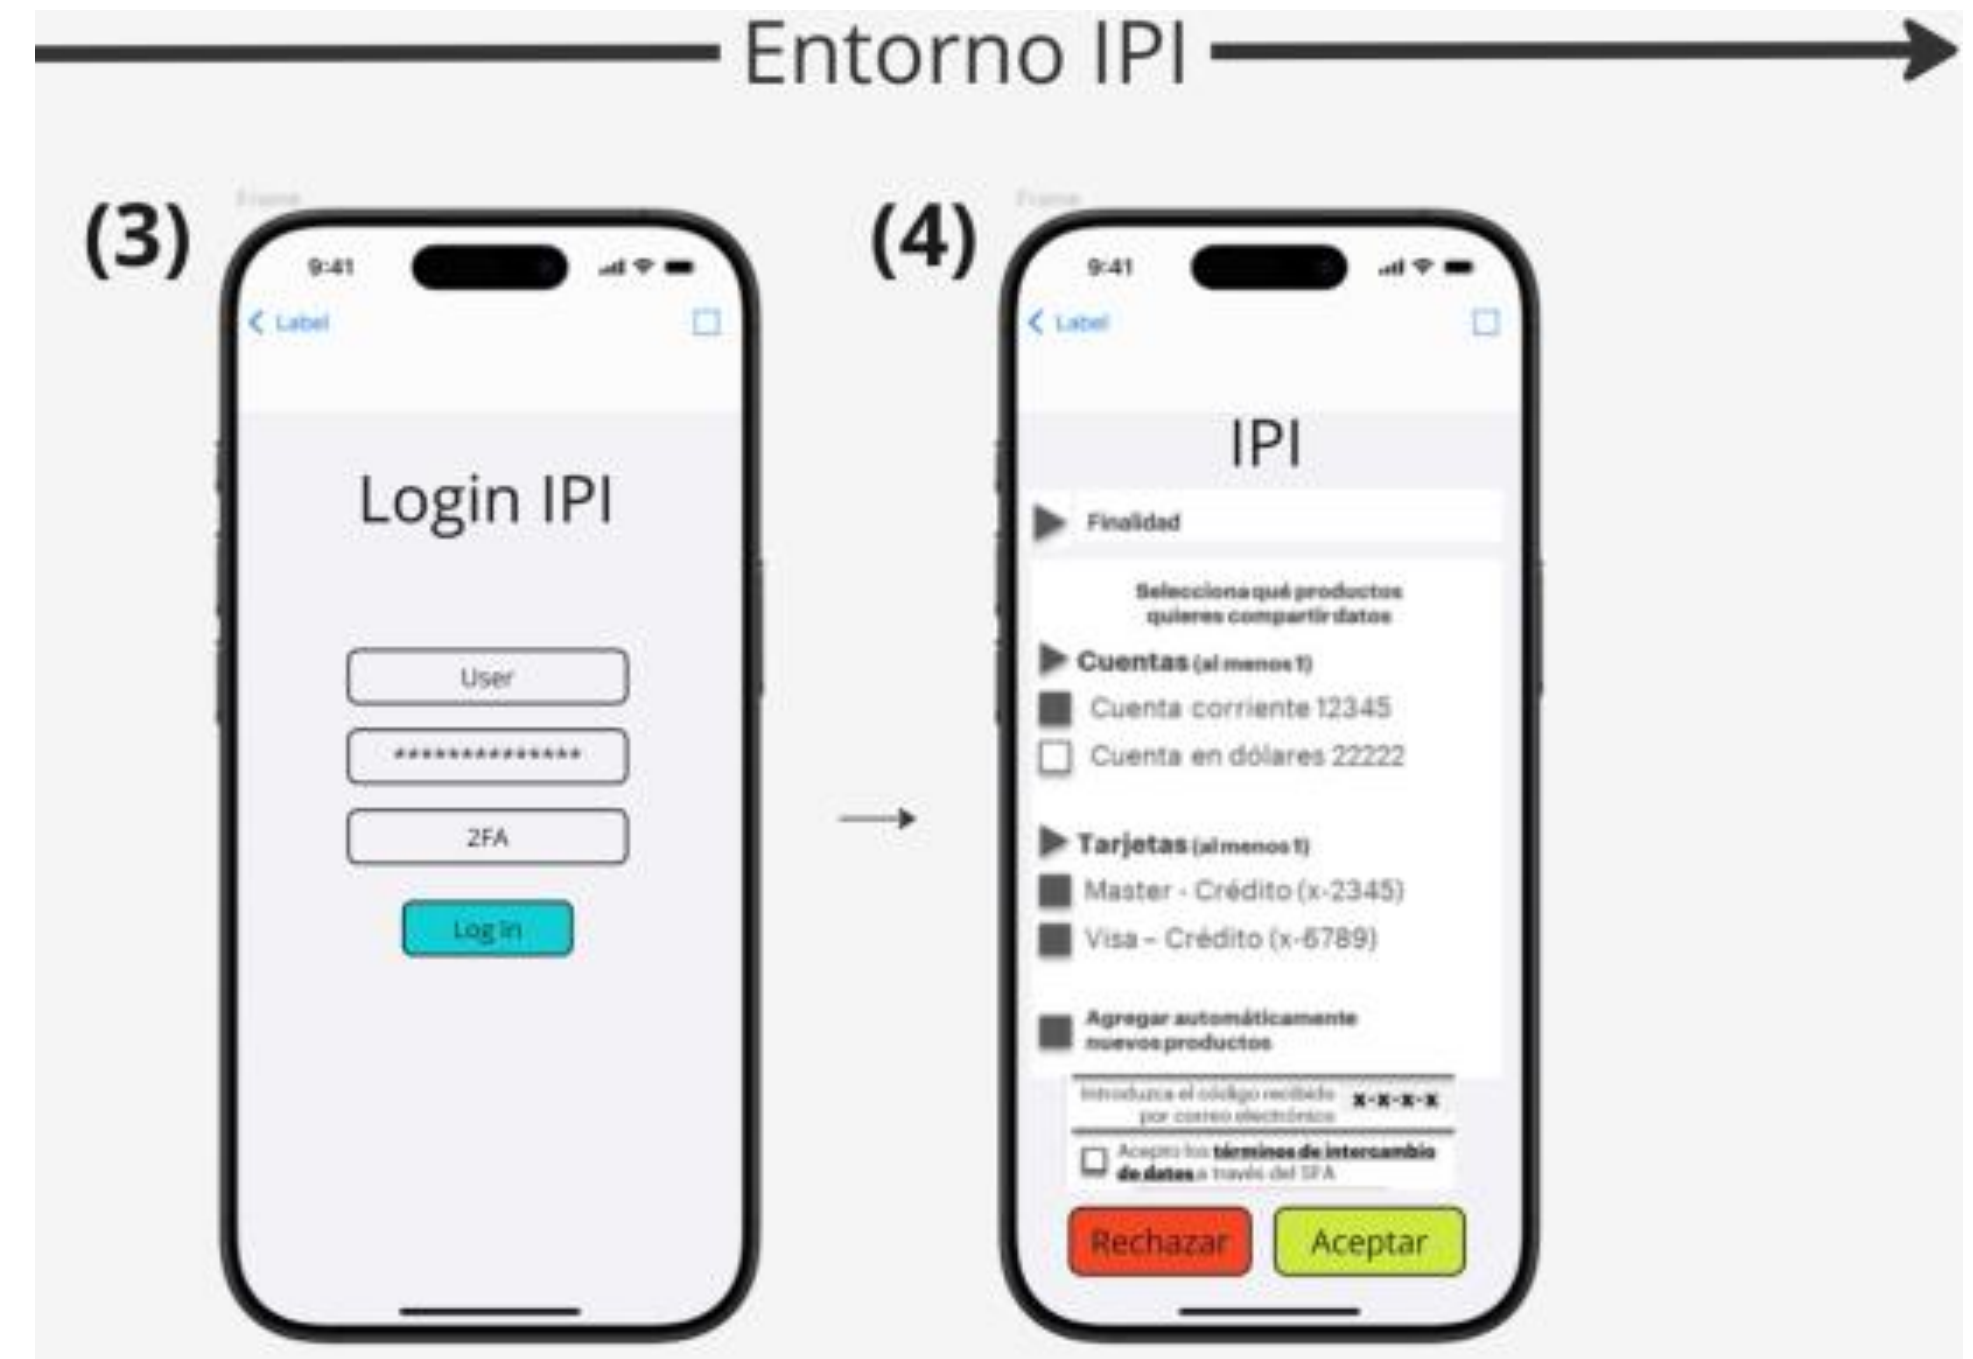 Entorno IPI
(3)
Frame
9:41
Label
Login IPI
User
**************
2FA
Log in
(4)
Frame
9:41
Label
IPI
Finalidad
Selecciona qué productos
quieres compartir datos
Cuentas (al menos 1)
Cuenta corriente 12345
Cuenta en dólares 22222
Tarjetas (al menos 1)
Master - Crédito (x-2345)
Visa – Crédito (x-6789)
Agregar automáticamente
nuevos productos
Introduzca el código recibido
por correo electrónico
x-x-x-x
Acepto los términos de intercambio
de datos a través del SFA
Rechazar
Aceptar